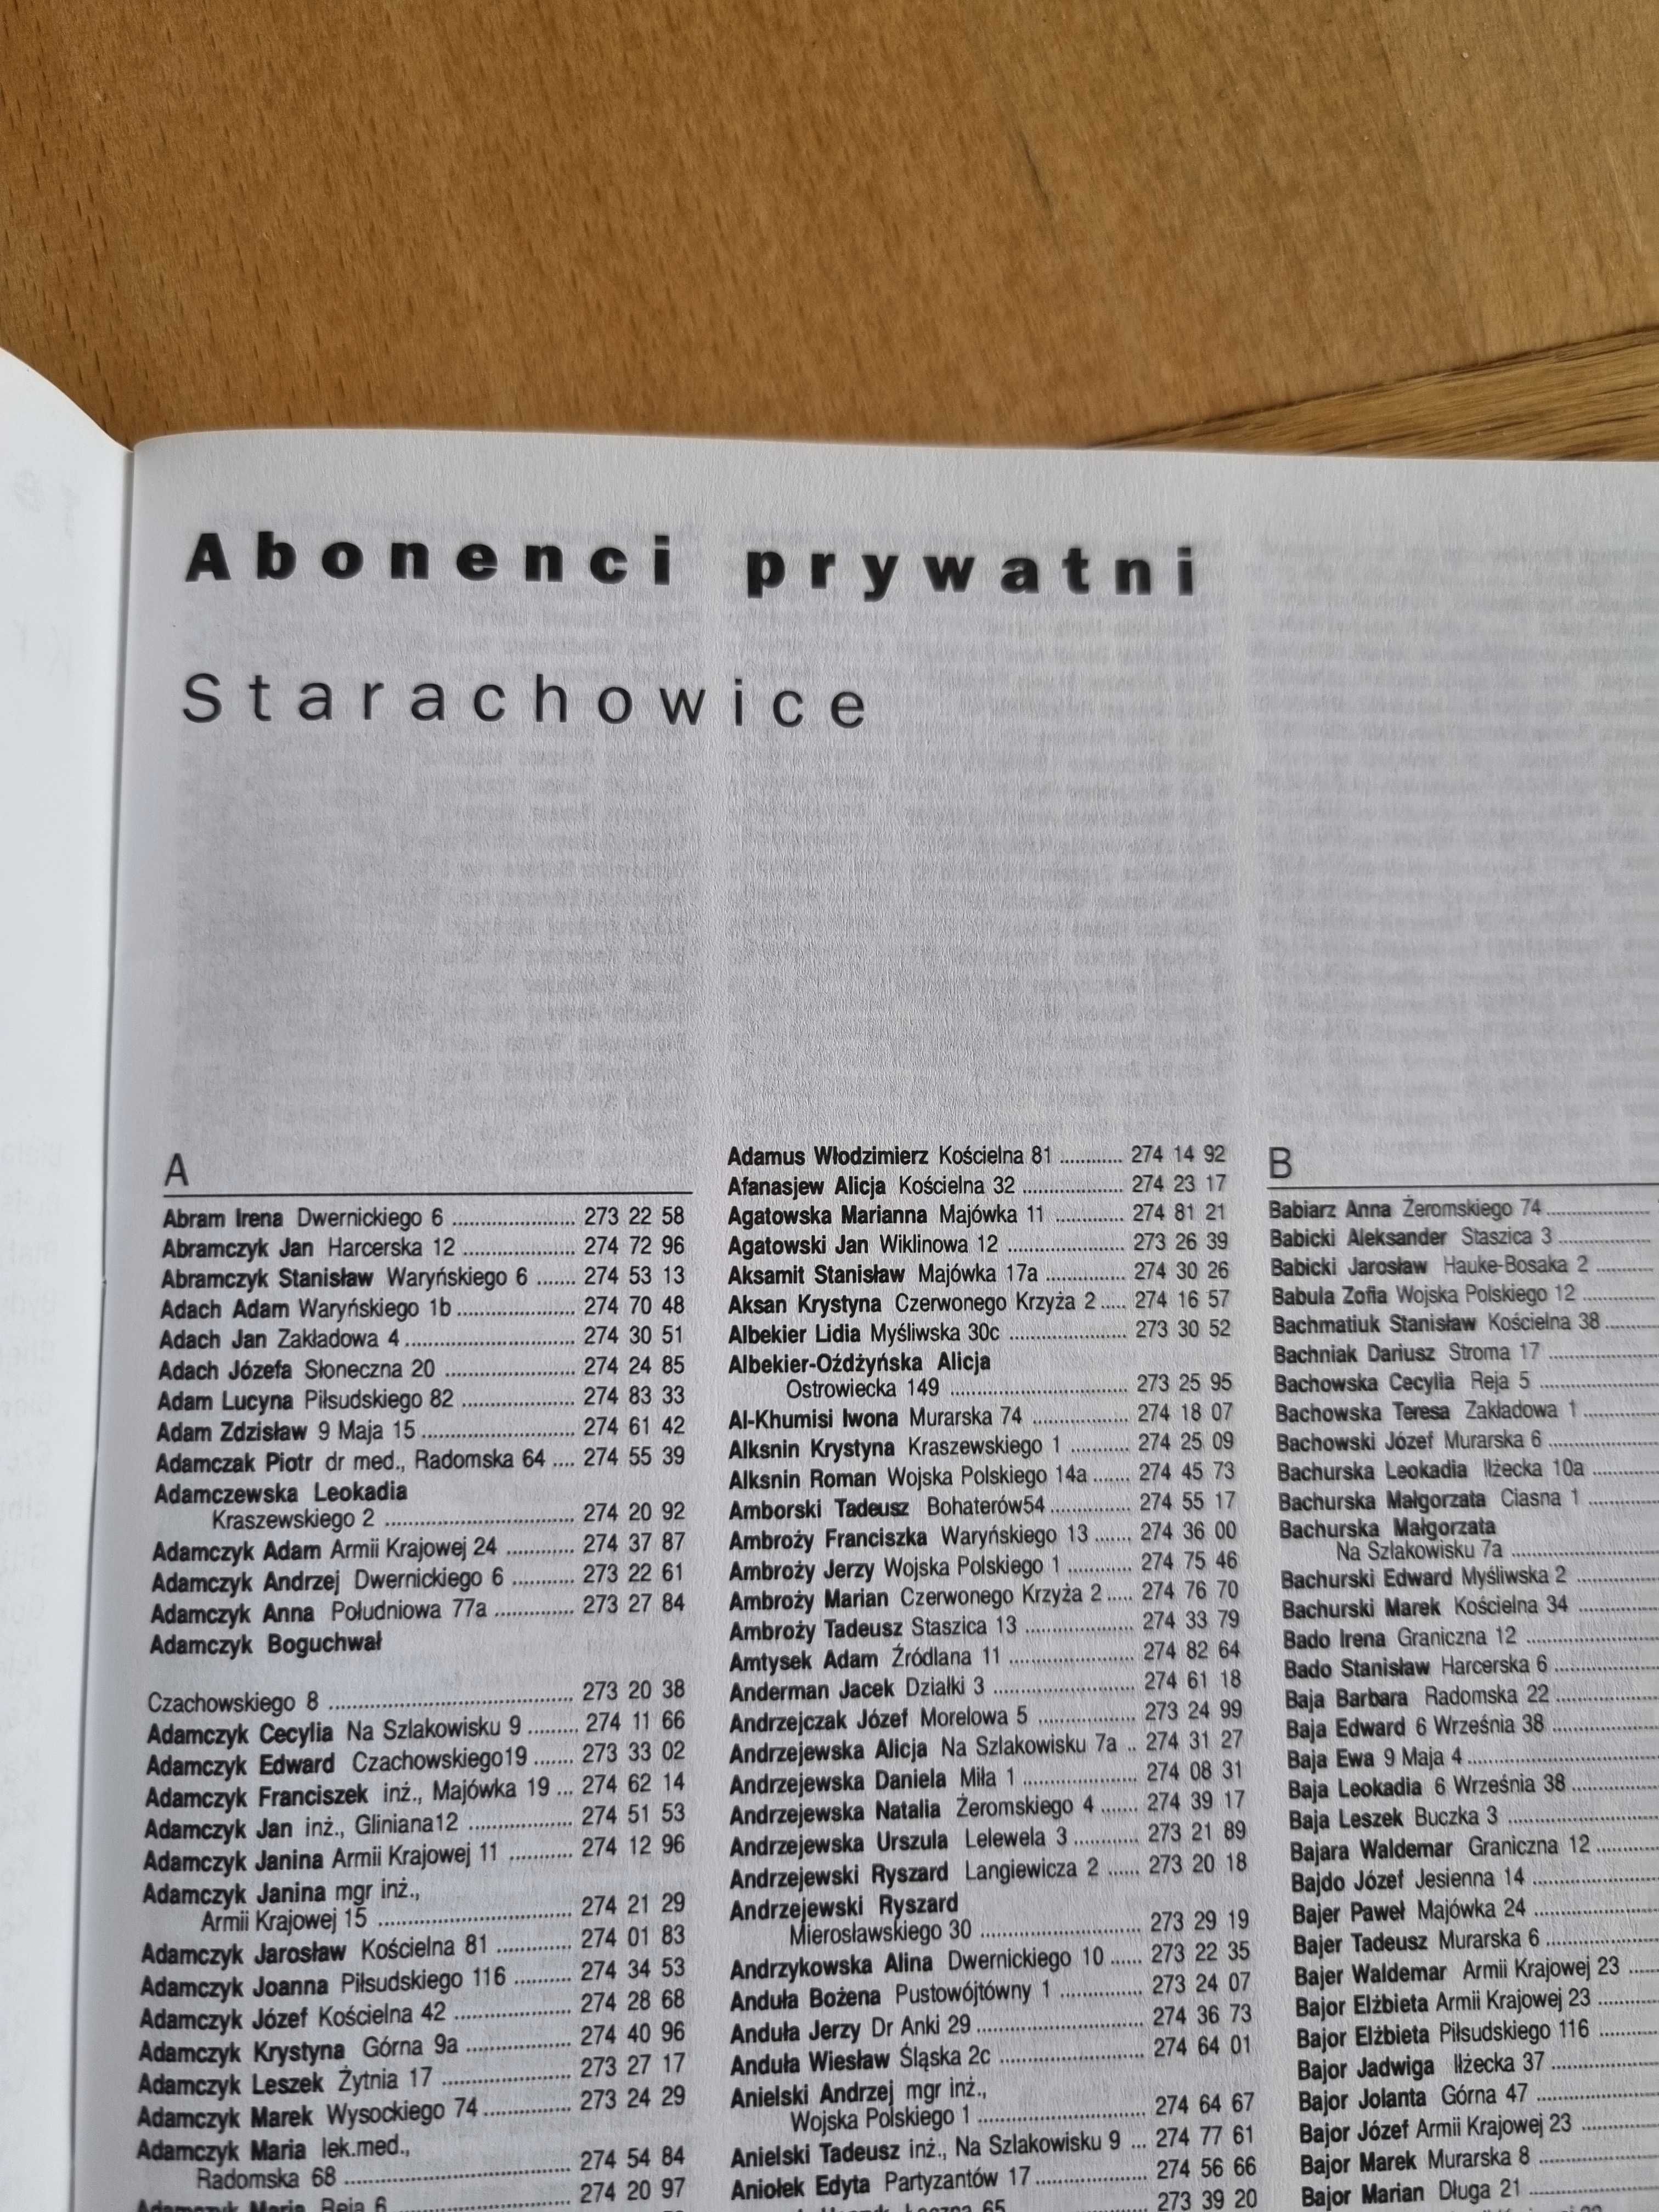 Abonenci prywatni
Starachowice
A
Abram Irena Dwernickiego 6 ........................ 273 22 58
Abramczyk Jan Harcerska 12 ..................... 274 72 96
Abramczyk Stanisław Waryńskiego 6 ....... 274 53 13
Adach Adam Waryńskiego 1b ...................... 274 70 48
Adach Jan Zakładowa 4 ................................ 274 30 51
Adach Józefa Słoneczna 20 ........................ 274 24 85
Adam Lucyna Piłsudskiego 82 ..................... 274 83 33
Adam Zdzisław 9 Maja 15 ............................. 274 61 42
Adamczak Piotr dr med., Radomska 64 .... 274 55 39
Adamczewska Leokadia
Kraszewskiego 2 .................................... 274 20 92
Adamczyk Adam Armii Krajowej 24 ............ 274 37 87
Adamczyk Andrzej Dwernickiego 6 ........... 273 22 61
Adamczyk Anna Południowa 77a ............... 273 27 84
Adamczyk Boguchwał
Czachowskiego 8 .............................................. 273 20 38
Adamczyk Cecylia Na Szlakowisku 9 ......... 274 11 66
Adamczyk Edward Czachowskiego19 ....... 273 33 02
Adamczyk Franciszek inż., Majówka 19 ... 274 62 14
Adamczyk Jan inż., Gliniana12 .................... 274 51 53
Adamczyk Janina Armii Krajowej 11 ........... 274 12 96
Adamczyk Janina mgr inż.,
Armii Krajowej 15 ..................................... 274 21 29
Adamczyk Jarosław Kościelna 81 .............. 274 01 83
Adamczyk Joanna Piłsudskiego 116 .......... 274 34 53
Adamczyk Józef Kościelna 42 ..................... 274 28 68
Adamczyk Krystyna Górna 9a .................... 274 40 96
Adamczyk Leszek Żytnia 17 ........................ 273 27 17
Adamczyk Marek Wysockiego 74 ................ 273 24 29
Adamczyk Maria lek.med.,
Radomska 68 ............................................ 274 54 84
Adamczyk Maria Reja 6 ................................ 274 20 97
Adamus Włodzimierz Kościelna 81 ............ 274 14 92
Afanasjew Alicja Kościelna 32 .................... 274 23 17
Agatowska Marianna Majówka 11 ............. 274 81 21
Agatowski Jan Wiklinowa 12 ....................... 273 26 39
Aksamit Stanisław Majówka 17a ................ 274 30 26
Aksan Krystyna Czerwonego Krzyża 2 ..... 274 16 57
Albekier Lidia Myśliwska 30c ....................... 273 30 52
Albekier-Oźdżyńska Alicja
Ostrowiecka 149 ................................... 273 25 95
Al-Khumisi Iwona Murarska 74 ................... 274 18 07
Alksnin Krystyna Kraszewskiego 1 ............ 274 25 09
Alksnin Roman Wojska Polskiego 14a ....... 274 45 73
Amborski Tadeusz Bohaterów54 ................ 274 55 17
Ambroży Franciszka Waryńskiego 13 ....... 274 36 00
Ambroży Jerzy Wojska Polskiego 1 ............ 274 75 46
Ambroży Marian Czerwonego Krzyża 2 ..... 274 76 70
Ambroży Tadeusz Staszica 13 ..................... 274 33 79
Amtysek Adam Źródlana 11 ........................ 274 82 64
Anderman Jacek Działki 3 ........................... 274 61 18
Andrzejczak Józef Morelowa 5 ................... 273 24 99
Andrzejewska Alicja Na Szlakowisku 7a .. 274 31 27
Andrzejewska Daniela Miła 1 ...................... 274 08 31
Andrzejewska Natalia Żeromskiego 4 ....... 274 39 17
Andrzejewska Urszula Lelewela 3 ............ 273 21 89
Andrzejewski Ryszard Langiewicza 2 ...... 273 20 18
Andrzejewski Ryszard
Mierosławskiego 30 ............................... 273 29 19
Andrzykowska Alina Dwernickiego 10 ...... 273 22 35
Anduła Bożena Pustowójtówny 1 ................ 273 24 07
Anduła Jerzy Dr Anki 29 ................................. 274 36 73
Anduła Wiesław Śląska 2c ............................ 274 64 01
Anielski Andrzej mgr inż.,
Wojska Polskiego 1 ................................. 274 64 67
Anielski Tadeusz inż., Na Szlakowisku 9 ... 274 77 61
Aniołek Edyta Partyzantów 17 ...................... 274 56 66
Łączna 65 273 39 20
B
Babiarz Anna Żeromskiego 74 ....................
Babicki Aleksander Staszica 3 ..................
Babicki Jarosław Hauke-Bosaka 2 ...........
Babula Zofia Wojska Polskiego 12 ..............
Bachmatiuk Stanisław Kościelna 38 ..........
Bachniak Dariusz Stroma 17 .....................
Bachowska Cecylia Reja 5 .......................
Bachowska Teresa Zakładowa 1 ...............
Bachowski Józef Murarska 6 .....................
Bachurska Leokadia Iłżecka 10a .............
Bachurska Małgorzata Ciasna 1 ..............
Bachurska Małgorzata
Na Szlakowisku 7a ............................
Bachurski Edward Myśliwska 2 ................
Bachurski Marek Kościelna 34 ................
Bado Irena Graniczna 12 ..........................
Bado Stanisław Harcerska 6 .....................
Baja Barbara Radomska 22 ......................
Baja Edward 6 Września 38 .....................
Baja Ewa 9 Maja 4 ......................................
Baja Leokadia 6 Września 38 ..................
Baja Leszek Buczka 3 ..............................
Bajara Waldemar Graniczna 12 ..............
Bajdo Józef Jesienna 14 ..........................
Bajer Paweł Majówka 24 ..........................
Bajer Tadeusz Murarska 6 ........................
Bajer Waldemar Armii Krajowej 23 .....
Bajor Elżbieta Armii Krajowej 23 ............
Bajor Elżbieta Piłsudskiego 116 ............
Bajor Jadwiga Iłżecka 37 ........................
Bajor Jolanta Górna 47 ...........................
Bajor Józef Armii Krajowej 23 ................
Bajor Marek Murarska 8 .........................
Bajor Marian Długa 21 ............................